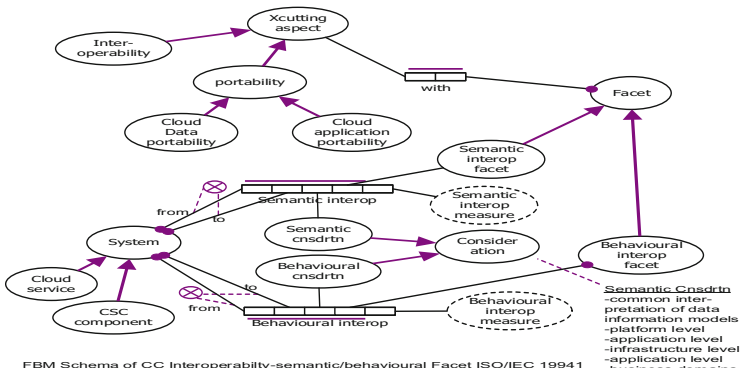 Xcutting
aspect
Inter-
operability
portability
with
Facet
Cloud
Data
portability
Cloud
application
portability
Semantic
interop
facet
Semantic interop
Semantic
interop
measure
from
to
System
Semantic
cnsdrtn
Consider
ation
Behavioural
interop
facet
Behavioural
cnsdrtn
Cloud
service
to
from
CSC
component
Behavioural interop
Behavioural
interop
measure
Semantic Cnsdrtn
-common inter-
pretation of data
information models
-platform level
-application level
-infrastructure level
-application level
FBM Schema of CC Interoperabilty-semantic/behavioural Facet ISO/IEC 19941